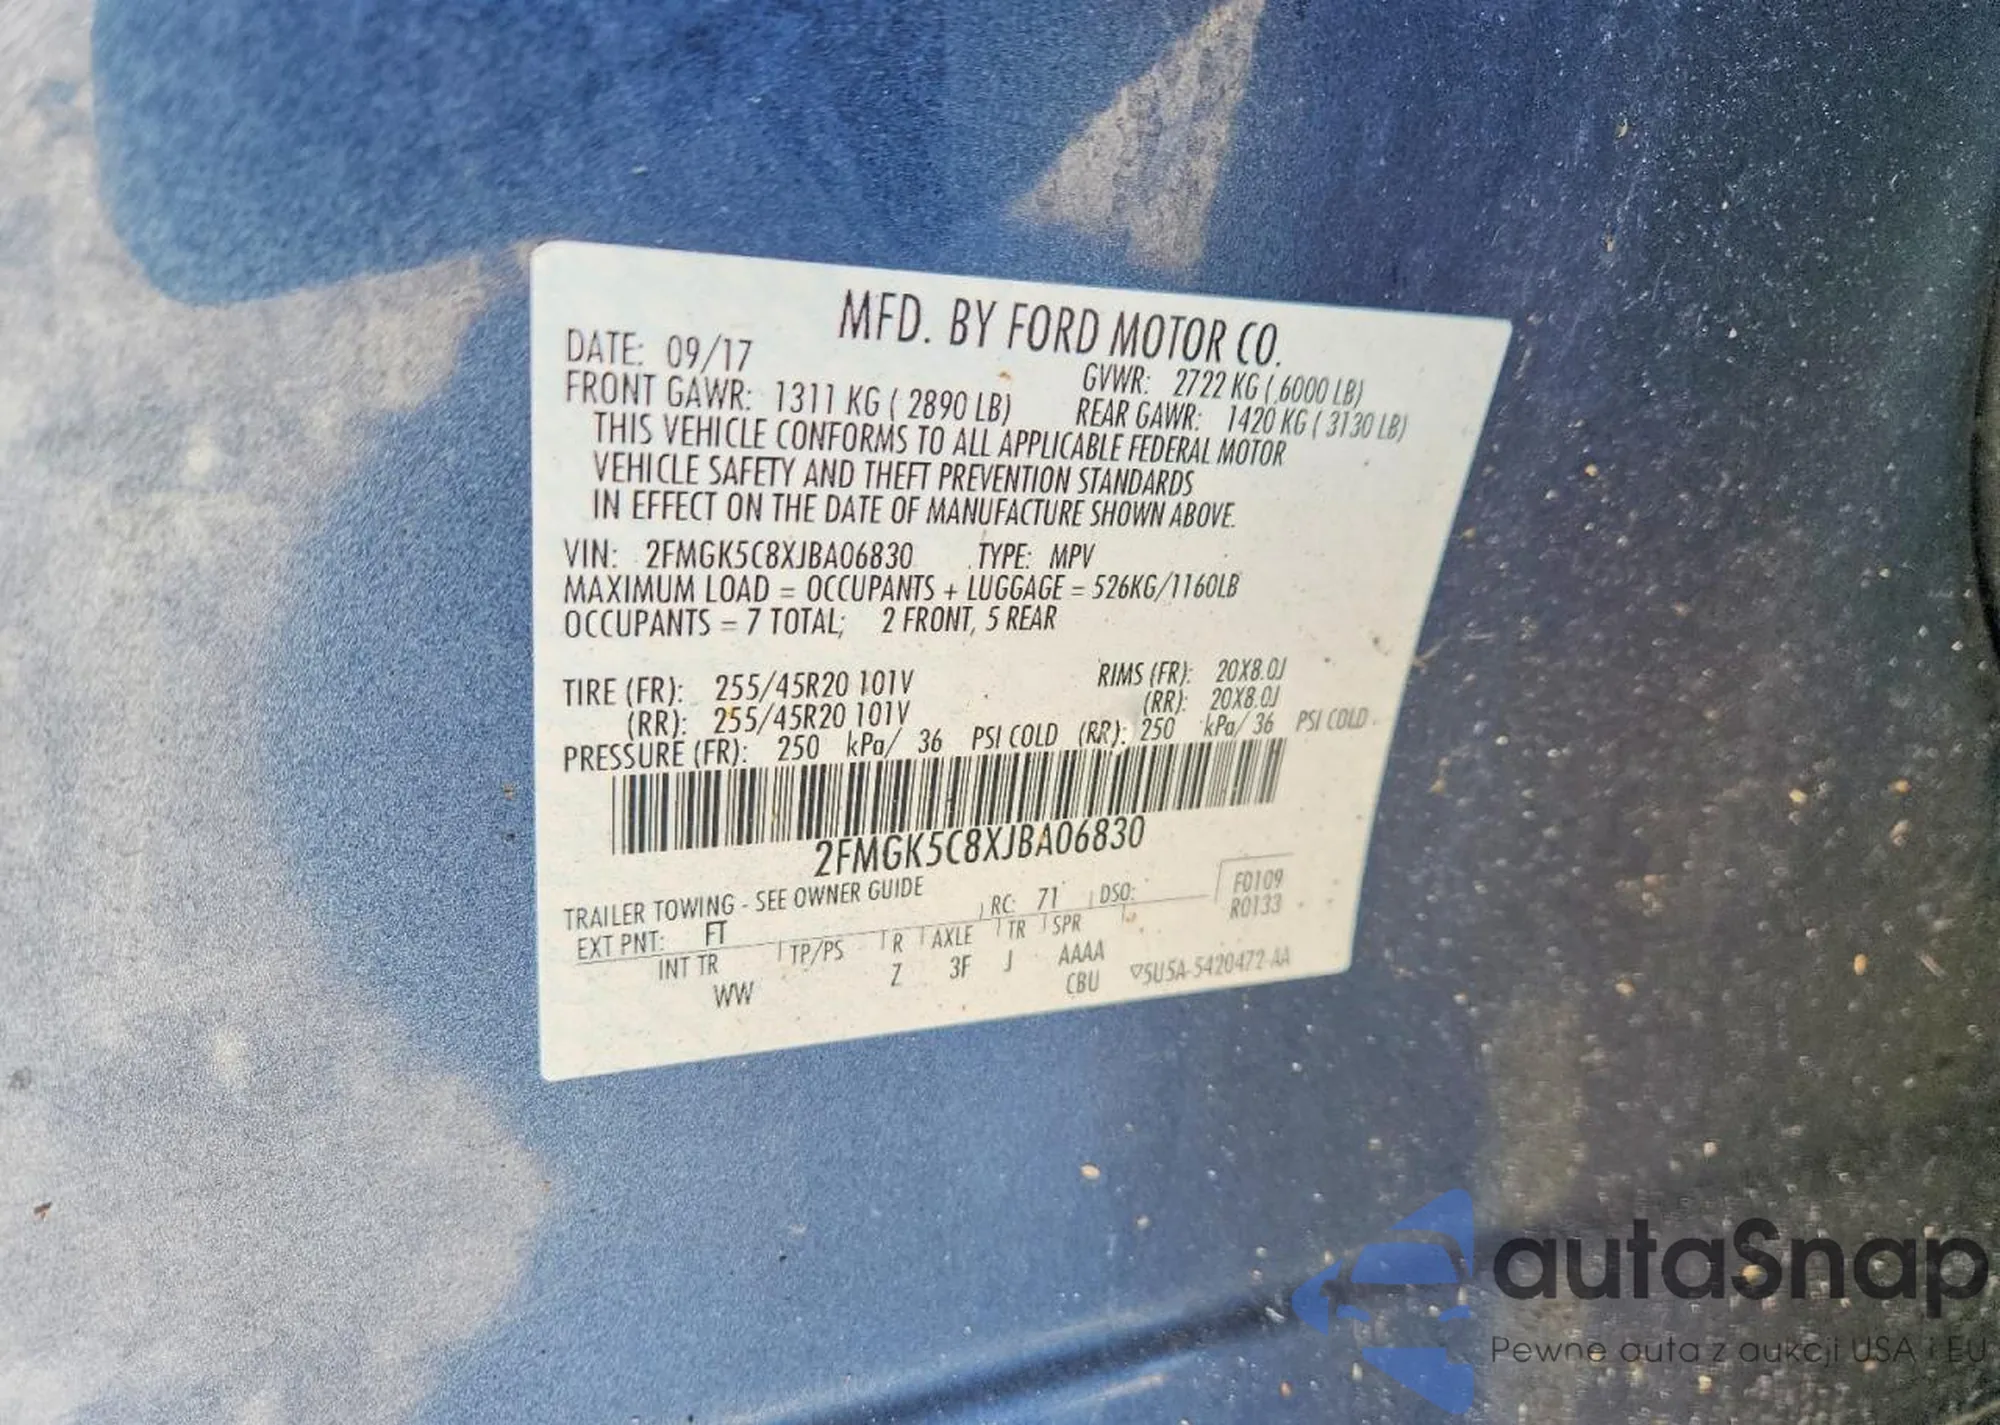 MFD. BY FORD MOTOR CO.
DATE: 09/17 GVWR: 2722 KG ( 6000 LB)
FRONT GAWR: 1311 KG ( 2890 LB) REAR GAWR: 1420 KG ( 3130 LB)
THIS VEHICLE CONFORMS TO ALL APPLICABLE FEDERAL MOTOR
VEHICLE SAFETY AND THEFT PREVENTION STANDARDS
IN EFFECT ON THE DATE OF MANUFACTURE SHOWN ABOVE.
VIN: 2FMGK5C8XJBA06830 TYPE: MPV
MAXIMUM LOAD = OCCUPANTS + LUGGAGE = 526KG/1160LB
OCCUPANTS = 7 TOTAL; 2 FRONT, 5 REAR
TIRE (FR): 255/45R20 101V RIMS (FR): 20X8.0J
(RR): 255/45R20 101V (RR): 20X8.0J
PRESSURE (FR): 250 kPa/ 36 PSI COLD (RR): 250 kPa/ 36 PSI COLD
2FMGK5C8XJBA06830
TRAILER TOWING - SEE OWNER GUIDE
EXT PNT: FT RC: 71 DSO: F0109
R0133
INT TR TP/PS R AXLE TR SPR
WW Z 3F J AAAA
CBU 5U5A-5420472-AA
autaSnap
Pewne auta z aukcji USA i EU